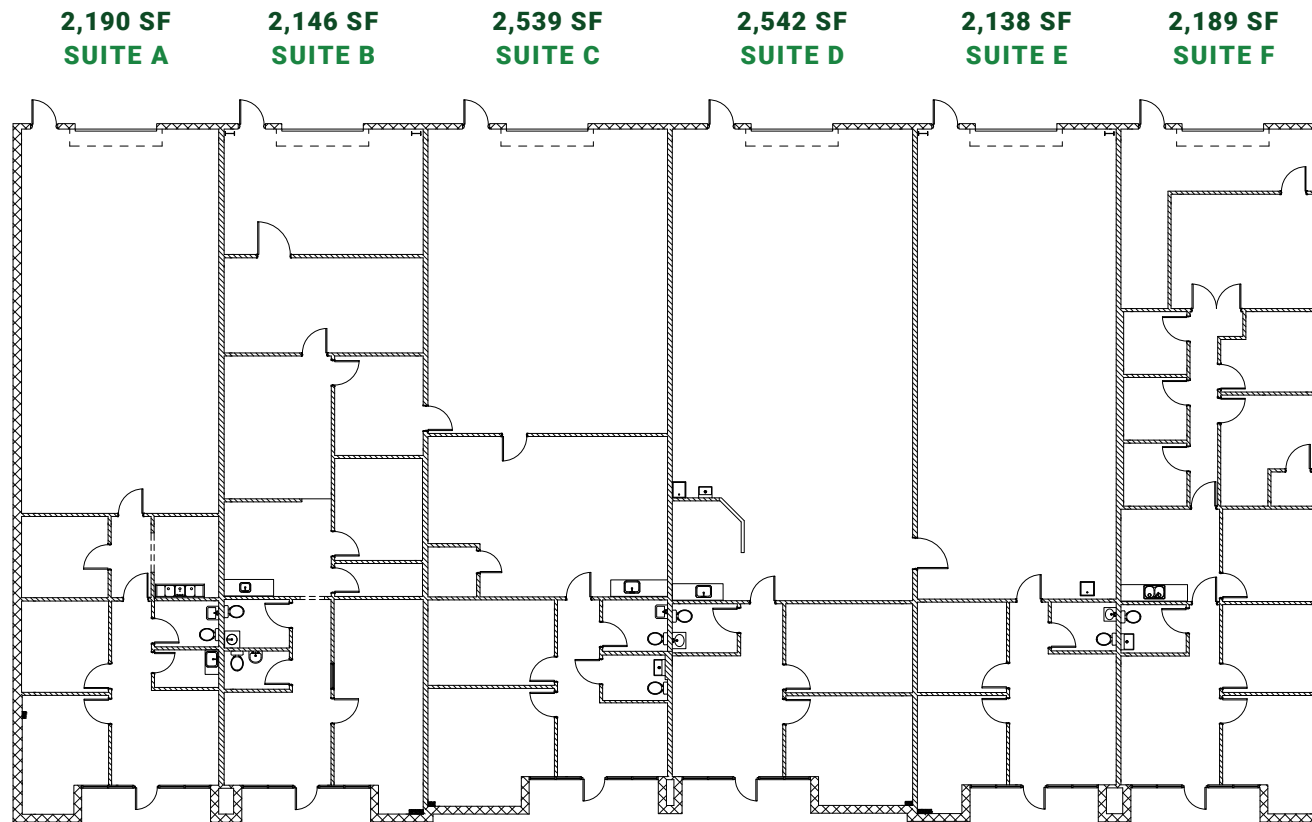 2,190 SF
SUITE A
2,146 SF
SUITE B
2,539 SF
SUITE C
2,542 SF
SUITE D
2,138 SF
SUITE E
2,189 SF
SUITE F